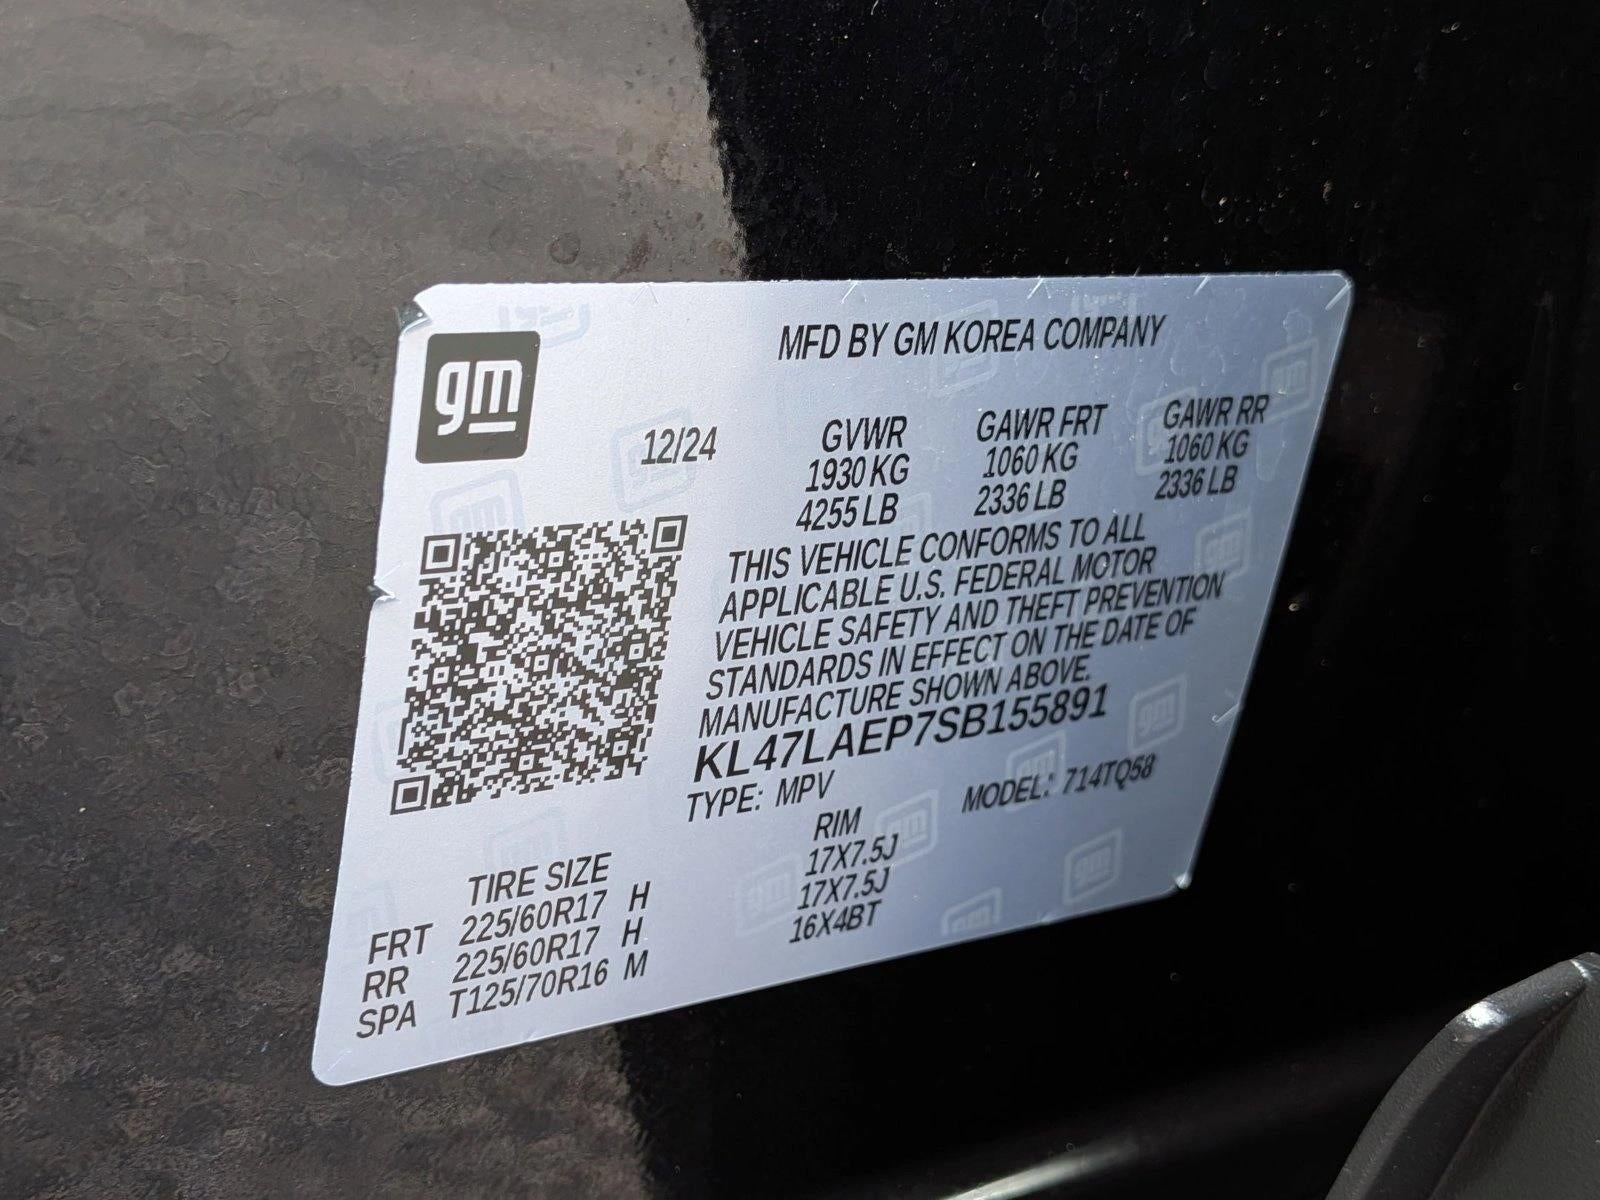 gm
MFD BY GM KOREA COMPANY
12/24
GVWR GAWR FRT GAWR RR
1930 KG 1060 KG 1060 KG
4255 LB 2336 LB 2336 LB
THIS VEHICLE CONFORMS TO ALL
APPLICABLE U.S. FEDERAL MOTOR
VEHICLE SAFETY AND THEFT PREVENTION
STANDARDS IN EFFECT ON THE DATE OF
MANUFACTURE SHOWN ABOVE.
KL47LAEP7SB155891
TYPE: MPV MODEL: 714TQ58
TIRE SIZE RIM
FRT 225/60R17 H 17X7.5J
RR 225/60R17 H 17X7.5J
SPA T125/70R16 M 16X4BT